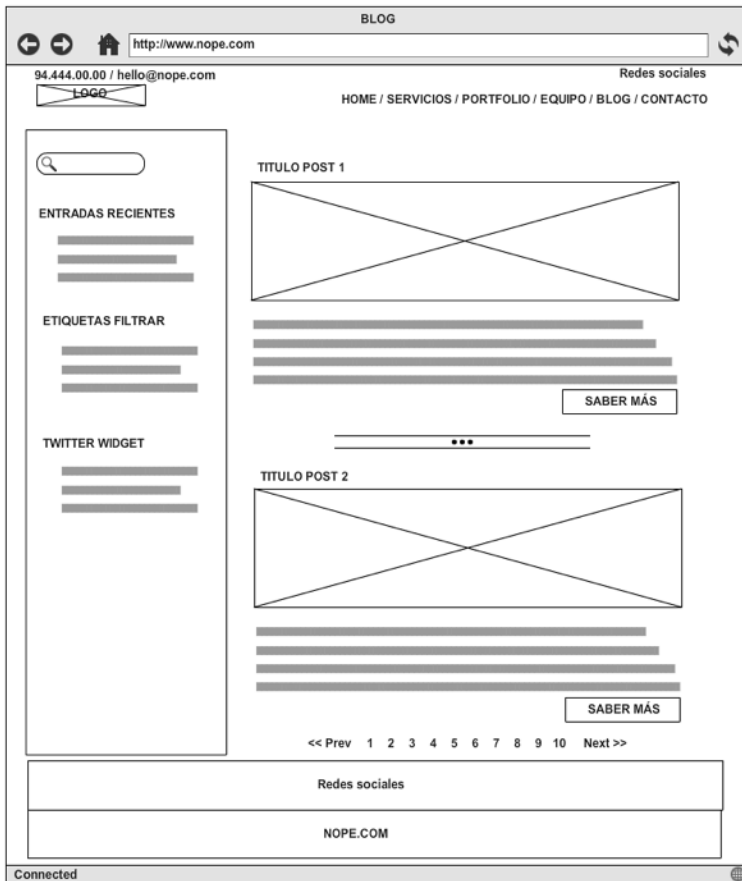 BLOG
http://www.nope.com
94.444.00.00 / hello@nope.com
Redes sociales
LOGO
HOME / SERVICIOS / PORTFOLIO / EQUIPO / BLOG / CONTACTO
ENTRADAS RECIENTES
ETIQUETAS FILTRAR
TWITTER WIDGET
TITULO POST 1
SABER MÁS
•••
TITULO POST 2
SABER MÁS
<< Prev 1 2 3 4 5 6 7 8 9 10 Next >>
Redes sociales
NOPE.COM
Connected